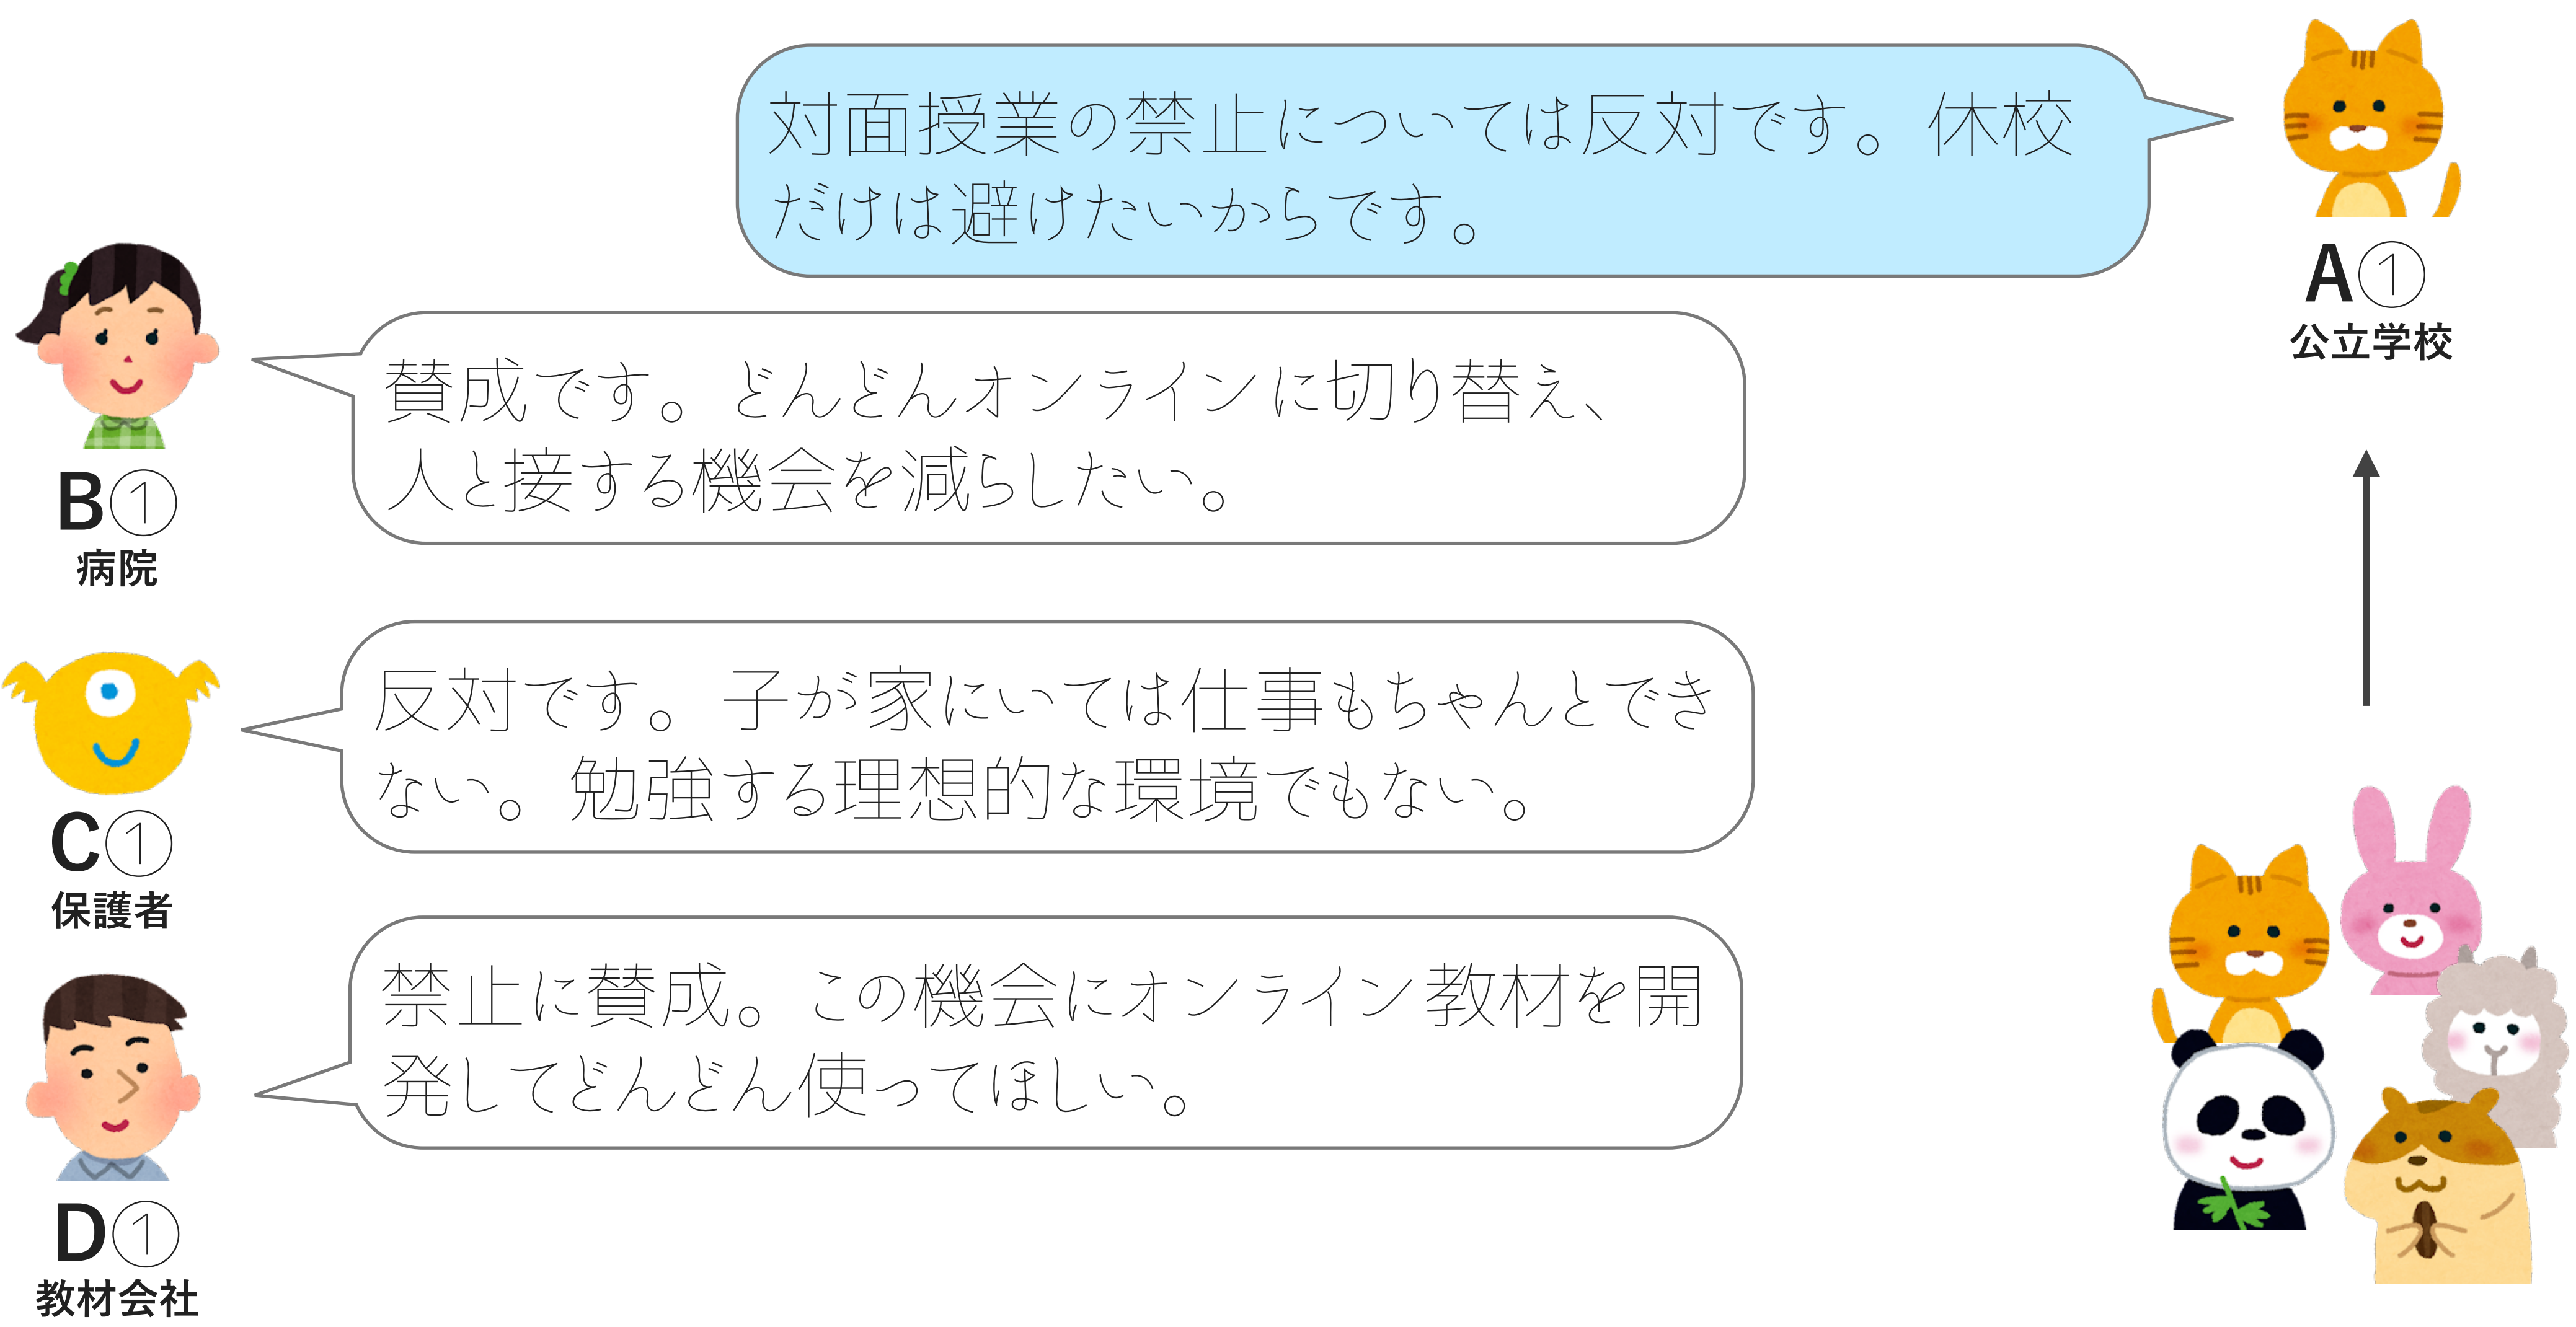 対面授業の禁止については反対です。休校
だけは避けたいからです。
A①
公立学校
賛成です。どんどんオンラインに切り替え、
人と接する機会を減らしたい。
B①
病院
反対です。子が家にいては仕事もちゃんとでき
ない。勉強する理想的な環境でもない。
C①
保護者
禁止に賛成。この機会にオンライン教材を開
発してどんどん使ってほしい。
D①
教材会社